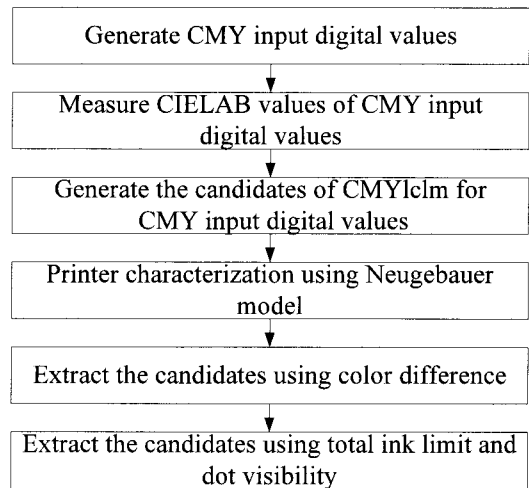 Generate CMY input digital values
Measure CIELAB values of CMY input
digital values
Generate the candidates of CMYlclm for
CMY input digital values
Printer characterization using Neugebauer
model
Extract the candidates using color difference
Extract the candidates using total ink limit and
dot visibility